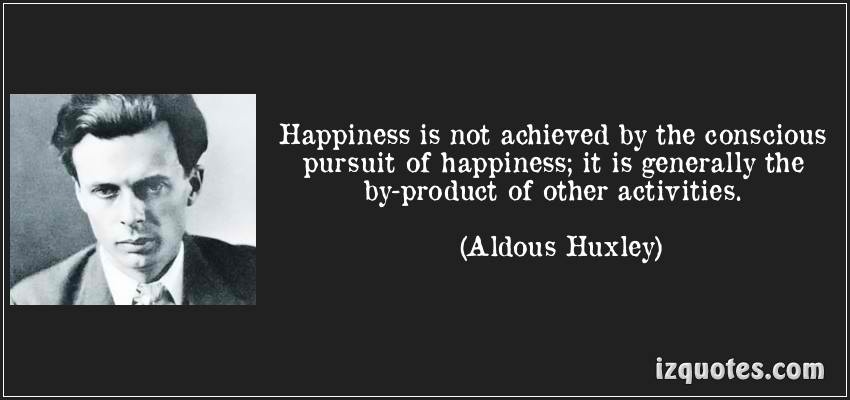 Happiness is not achieved by the conscious
pursuit of happiness; it is generally the
by-product of other activities.
(Aldous Huxley)
izquotes.com